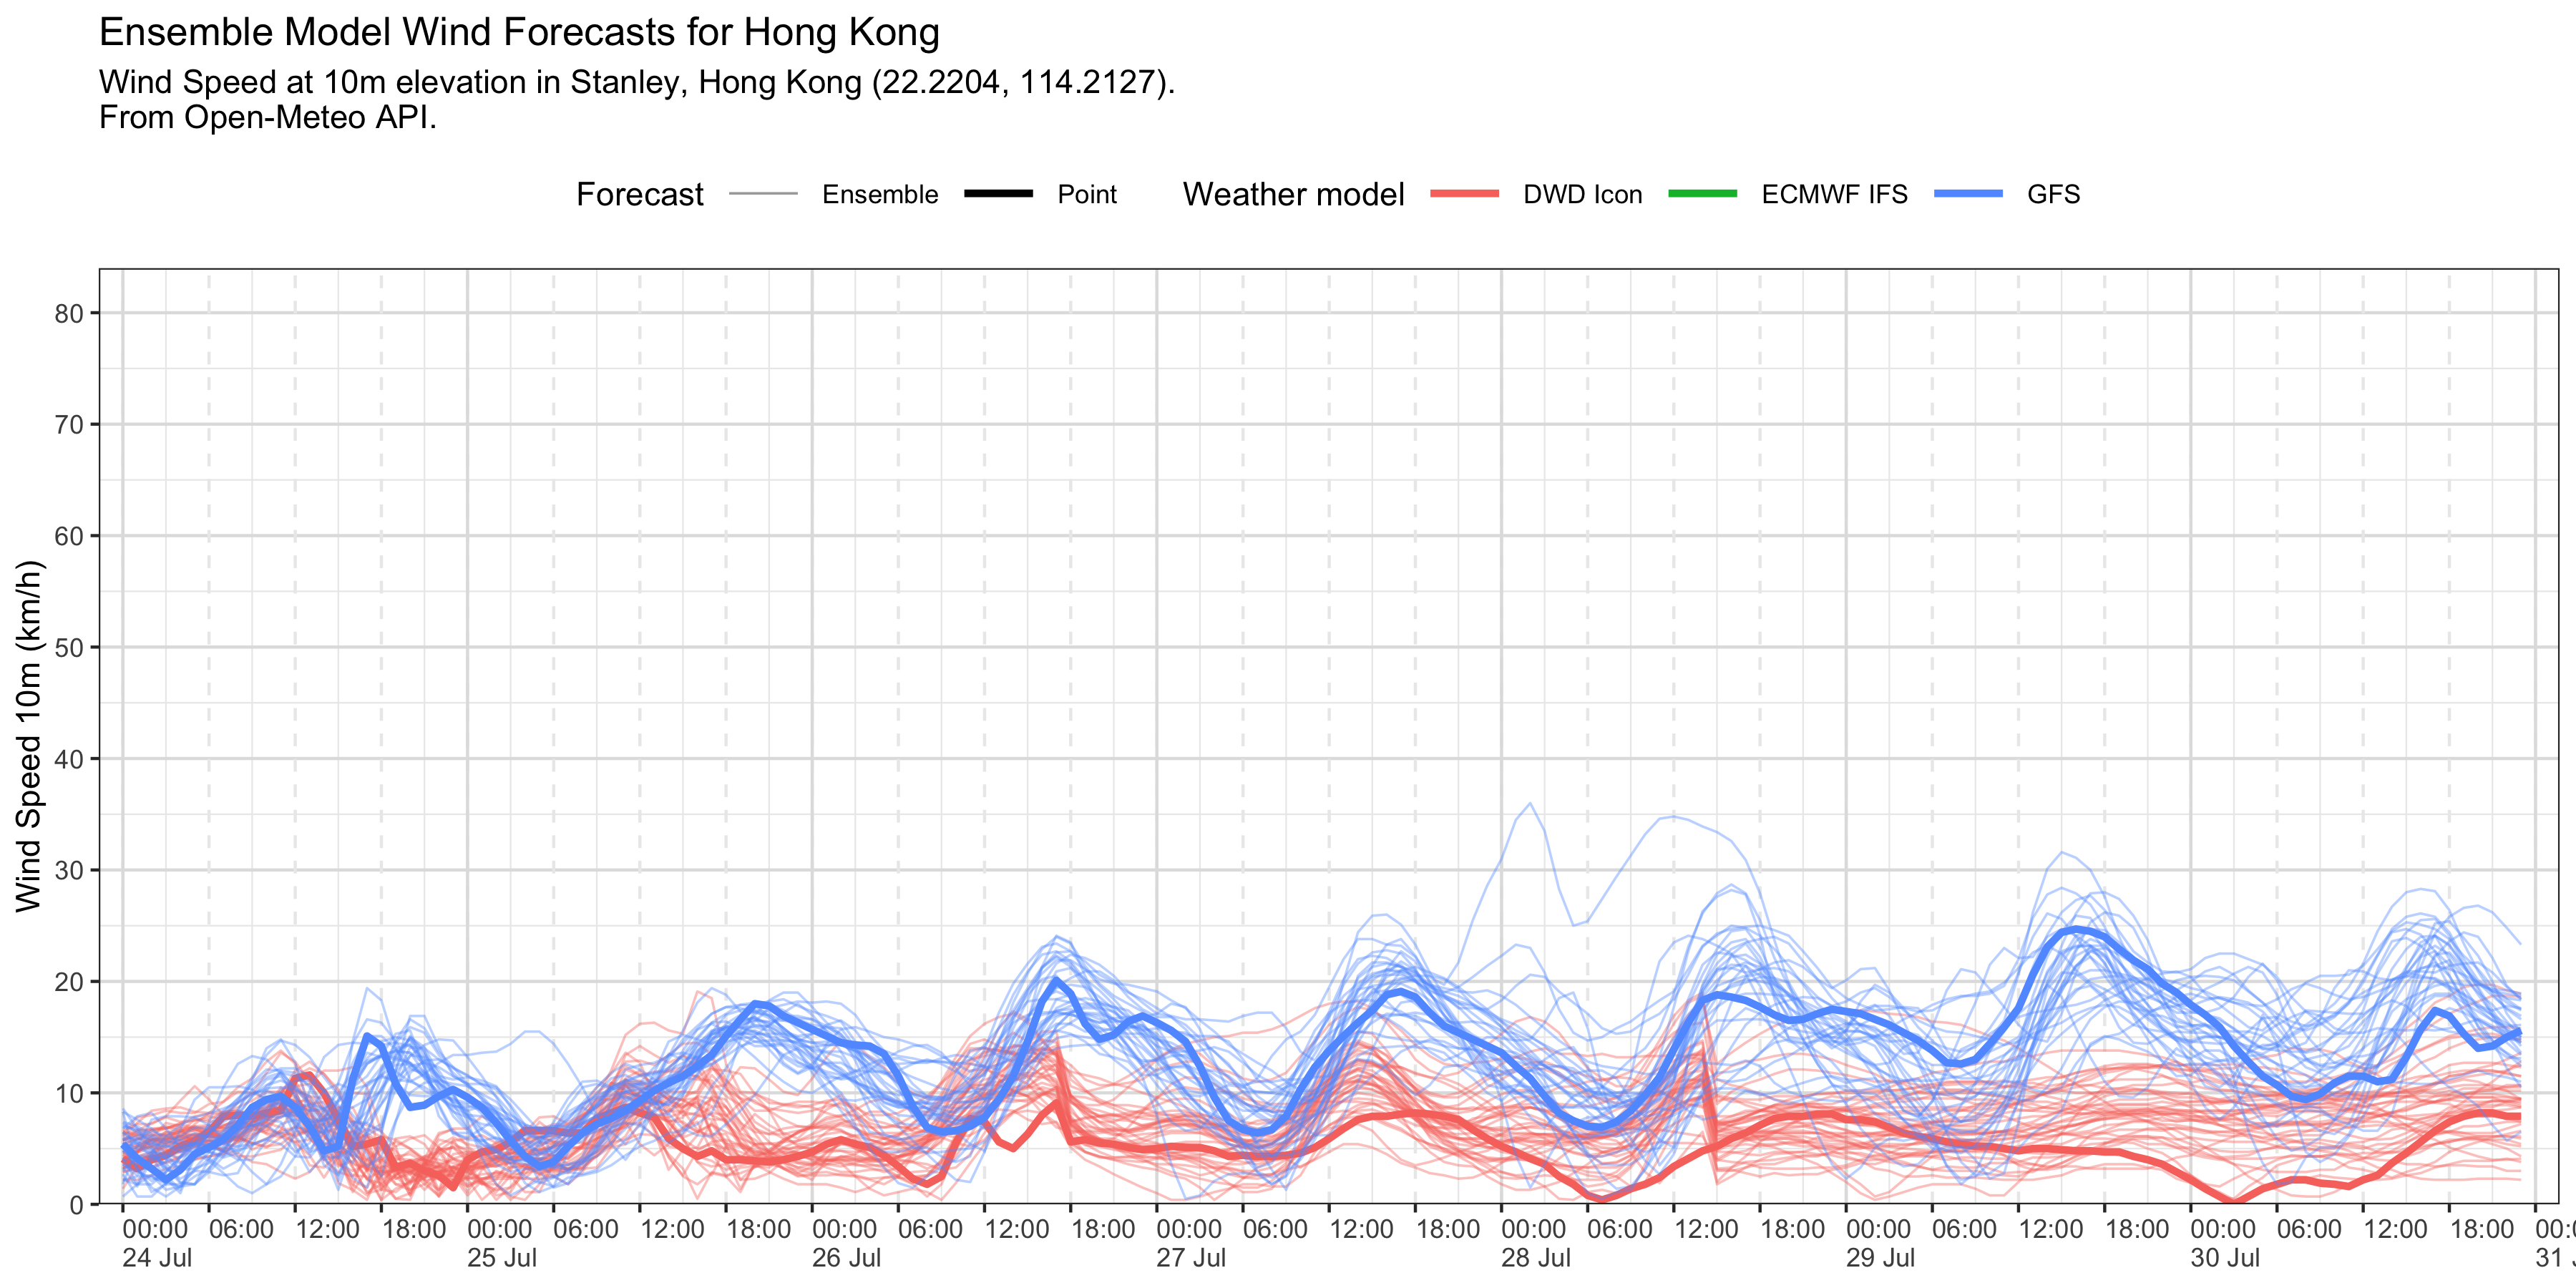 Ensemble Model Wind Forecasts for Hong Kong
Wind Speed at 10m elevation in Stanley, Hong Kong (22.2204, 114.2127).
From Open-Meteo API.
Forecast Ensemble Point Weather model DWD Icon ECMWF IFS GFS
Wind Speed 10m (km/h)
80
70
60
50
40
30
20
10
0
00:00 06:00 12:00 18:00 00:00 06:00 12:00 18:00 00:00 06:00 12:00 18:00 00:00 06:00 12:00 18:00 00:00 06:00 12:00 18:00 00:00 06:00 12:00 18:00 00:00 06:00 12:00 18:00
24 Jul 25 Jul 26 Jul 27 Jul 28 Jul 29 Jul 30 Jul 31